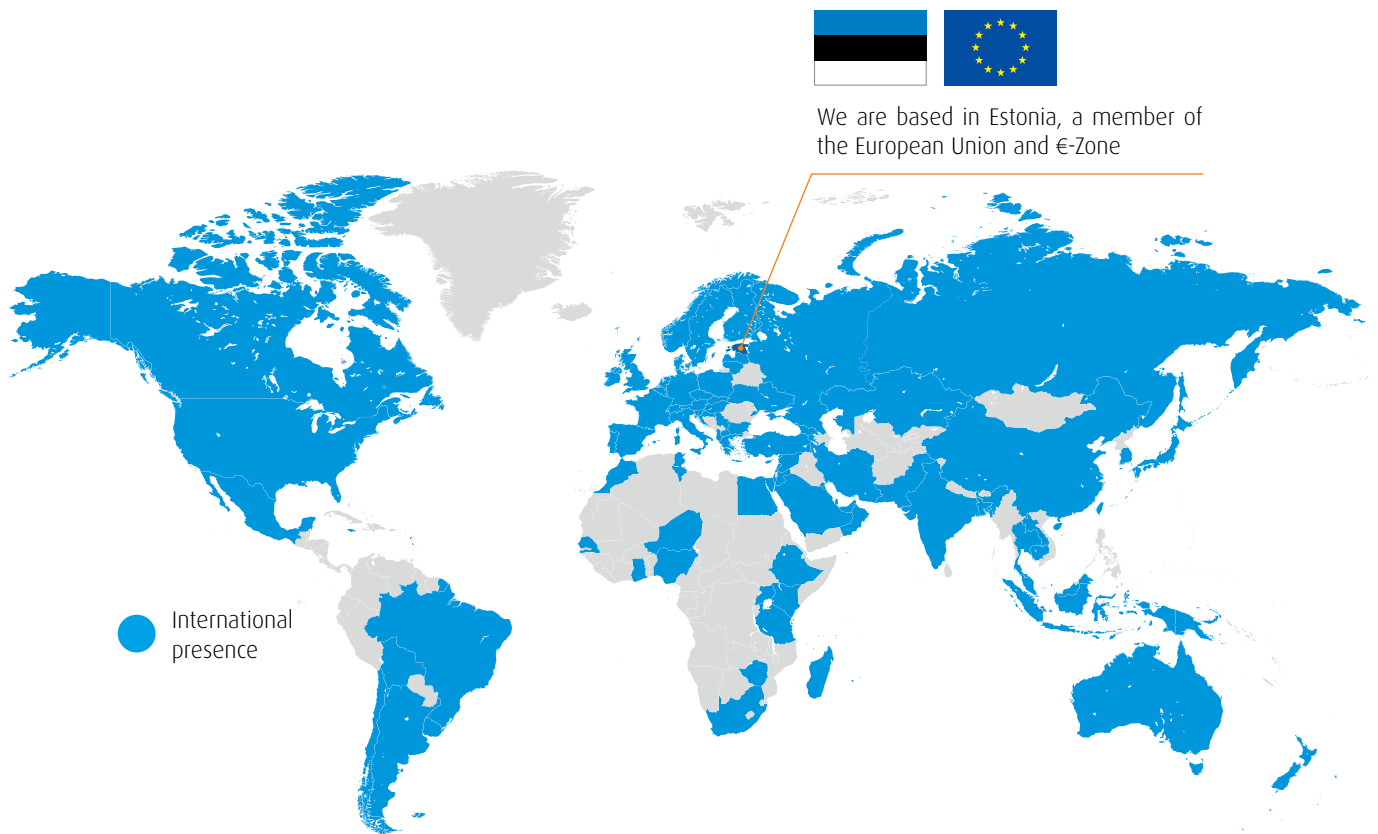 We are based in Estonia, a member of
the European Union and €-Zone
International
presence